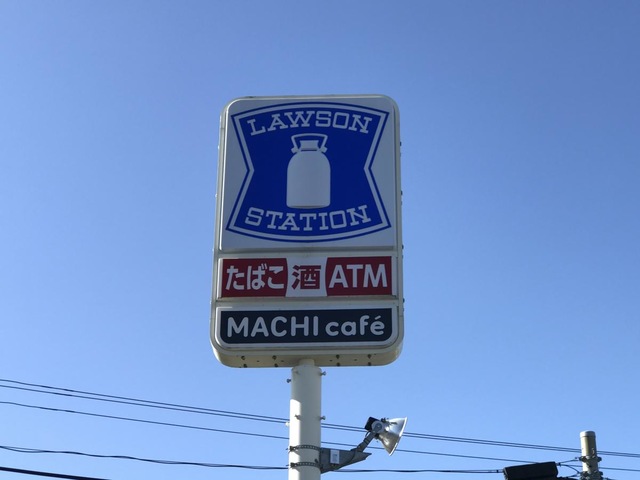 LAWSON
STATION
たばこ 酒 ATM
MACHI café